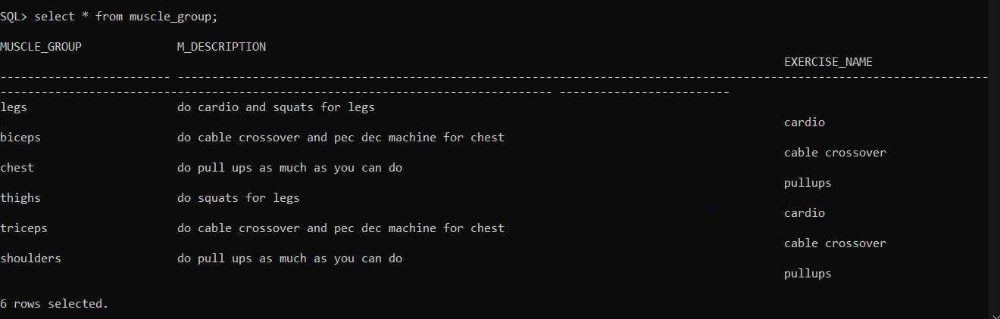 SQL> select * from muscle_group;
MUSCLE_GROUP M_DESCRIPTION
EXERCISE_NAME
------------------------- -----------------------------------------------------------------------------------------------------------------------
--------------------------------------------------------------------------------- -------------------------
legs do cardio and squats for legs
cardio
biceps do cable crossover and pec dec machine for chest
cable crossover
chest do pull ups as much as you can do
pullups
thighs do squats for legs
cardio
triceps do cable crossover and pec dec machine for chest
cable crossover
shoulders do pull ups as much as you can do
pullups
6 rows selected.